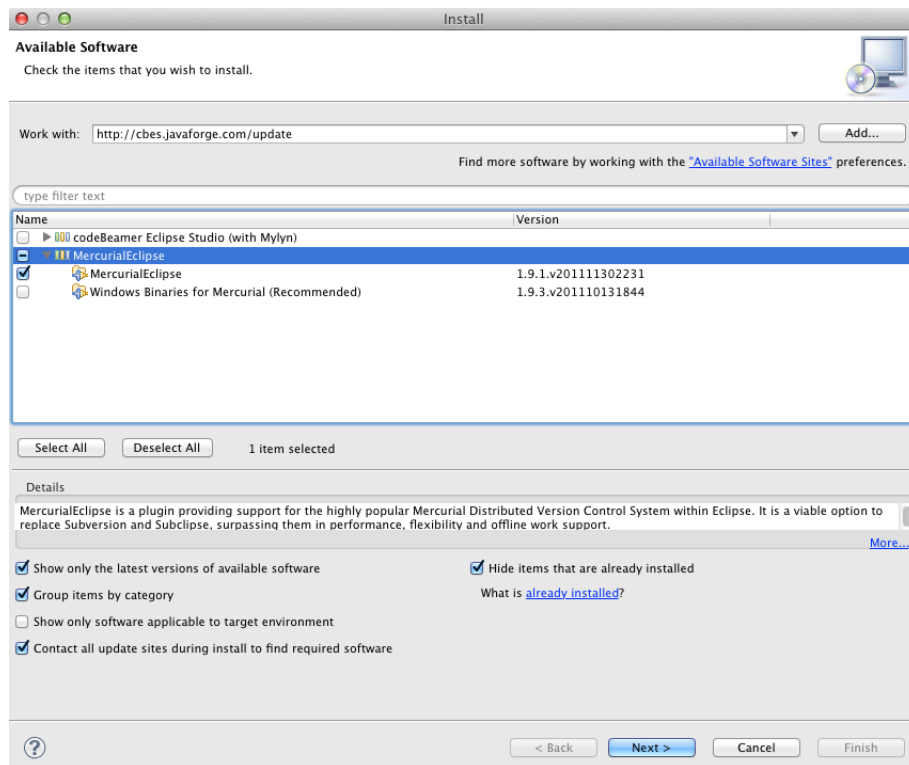 Install
Available Software
Check the items that you wish to install.
Work with: http://cbes.javaforge.com/update Add...
Find more software by working with the "Available Software Sites" preferences.
type filter text
Name Version
codeBeamer Eclipse Studio (with Mylyn)
MercurialEclipse
MercurialEclipse 1.9.1.v201111302231
Windows Binaries for Mercurial (Recommended) 1.9.3.v201110131844
Select All Deselect All 1 item selected
Details
MercurialEclipse is a plugin providing support for the highly popular Mercurial Distributed Version Control System within Eclipse. It is a viable option to
replace Subversion and Subclipse, surpassing them in performance, flexibility and offline work support.
More...
Show only the latest versions of available software Hide items that are already installed
Group items by category What is already installed?
Show only software applicable to target environment
Contact all update sites during install to find required software
? < Back Next > Cancel Finish